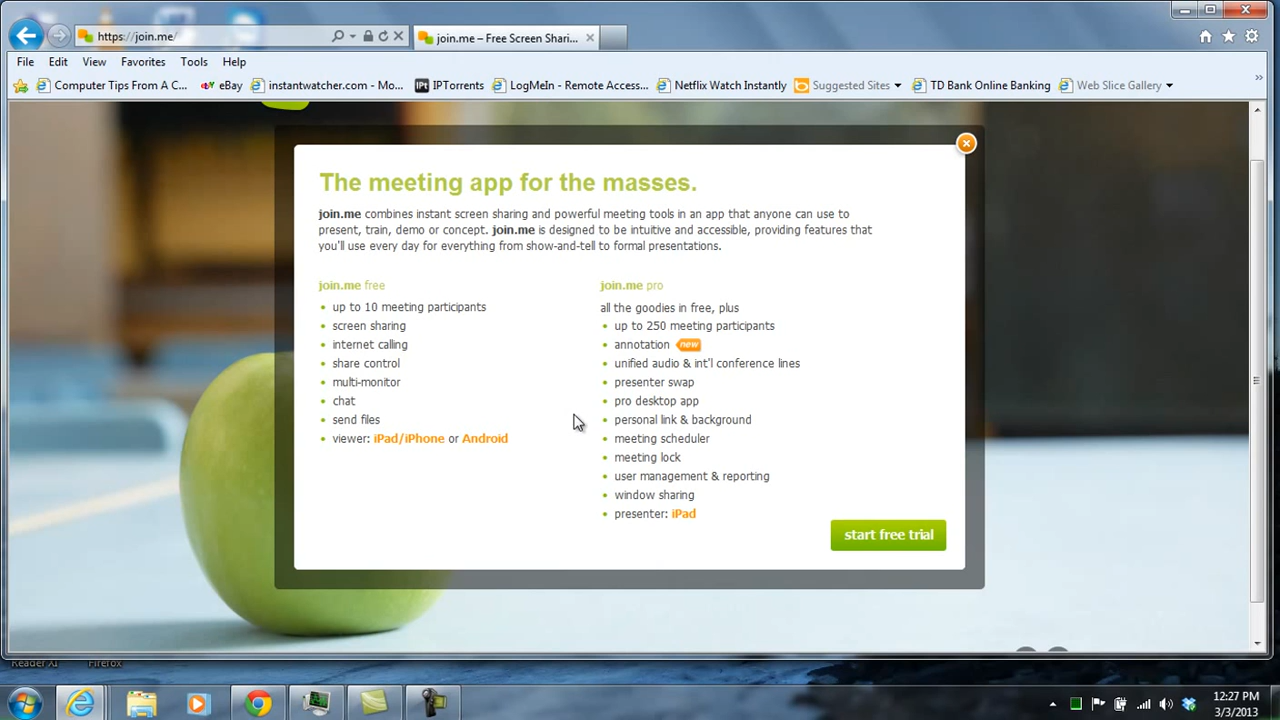 https://join.me/
join.me – Free Screen Shari...
File Edit View Favorites Tools Help
Computer Tips From A C...
eBay
instantwatcher.com - Mo...
IPTorrents
LogMeIn - Remote Access...
Netflix Watch Instantly
Suggested Sites
TD Bank Online Banking
Web Slice Gallery
The meeting app for the masses.
join.me combines instant screen sharing and powerful meeting tools in an app that anyone can use to
present, train, demo or concept. join.me is designed to be intuitive and accessible, providing features that
you'll use every day for everything from show-and-tell to formal presentations.
join.me free
up to 10 meeting participants
screen sharing
internet calling
share control
multi-monitor
chat
send files
viewer: iPad/iPhone or Android
join.me pro
all the goodies in free, plus
up to 250 meeting participants
annotation new
unified audio & int'l conference lines
presenter swap
pro desktop app
personal link & background
meeting scheduler
meeting lock
user management & reporting
window sharing
presenter: iPad
start free trial
Reader XI
Firefox
12:27 PM
3/3/2013